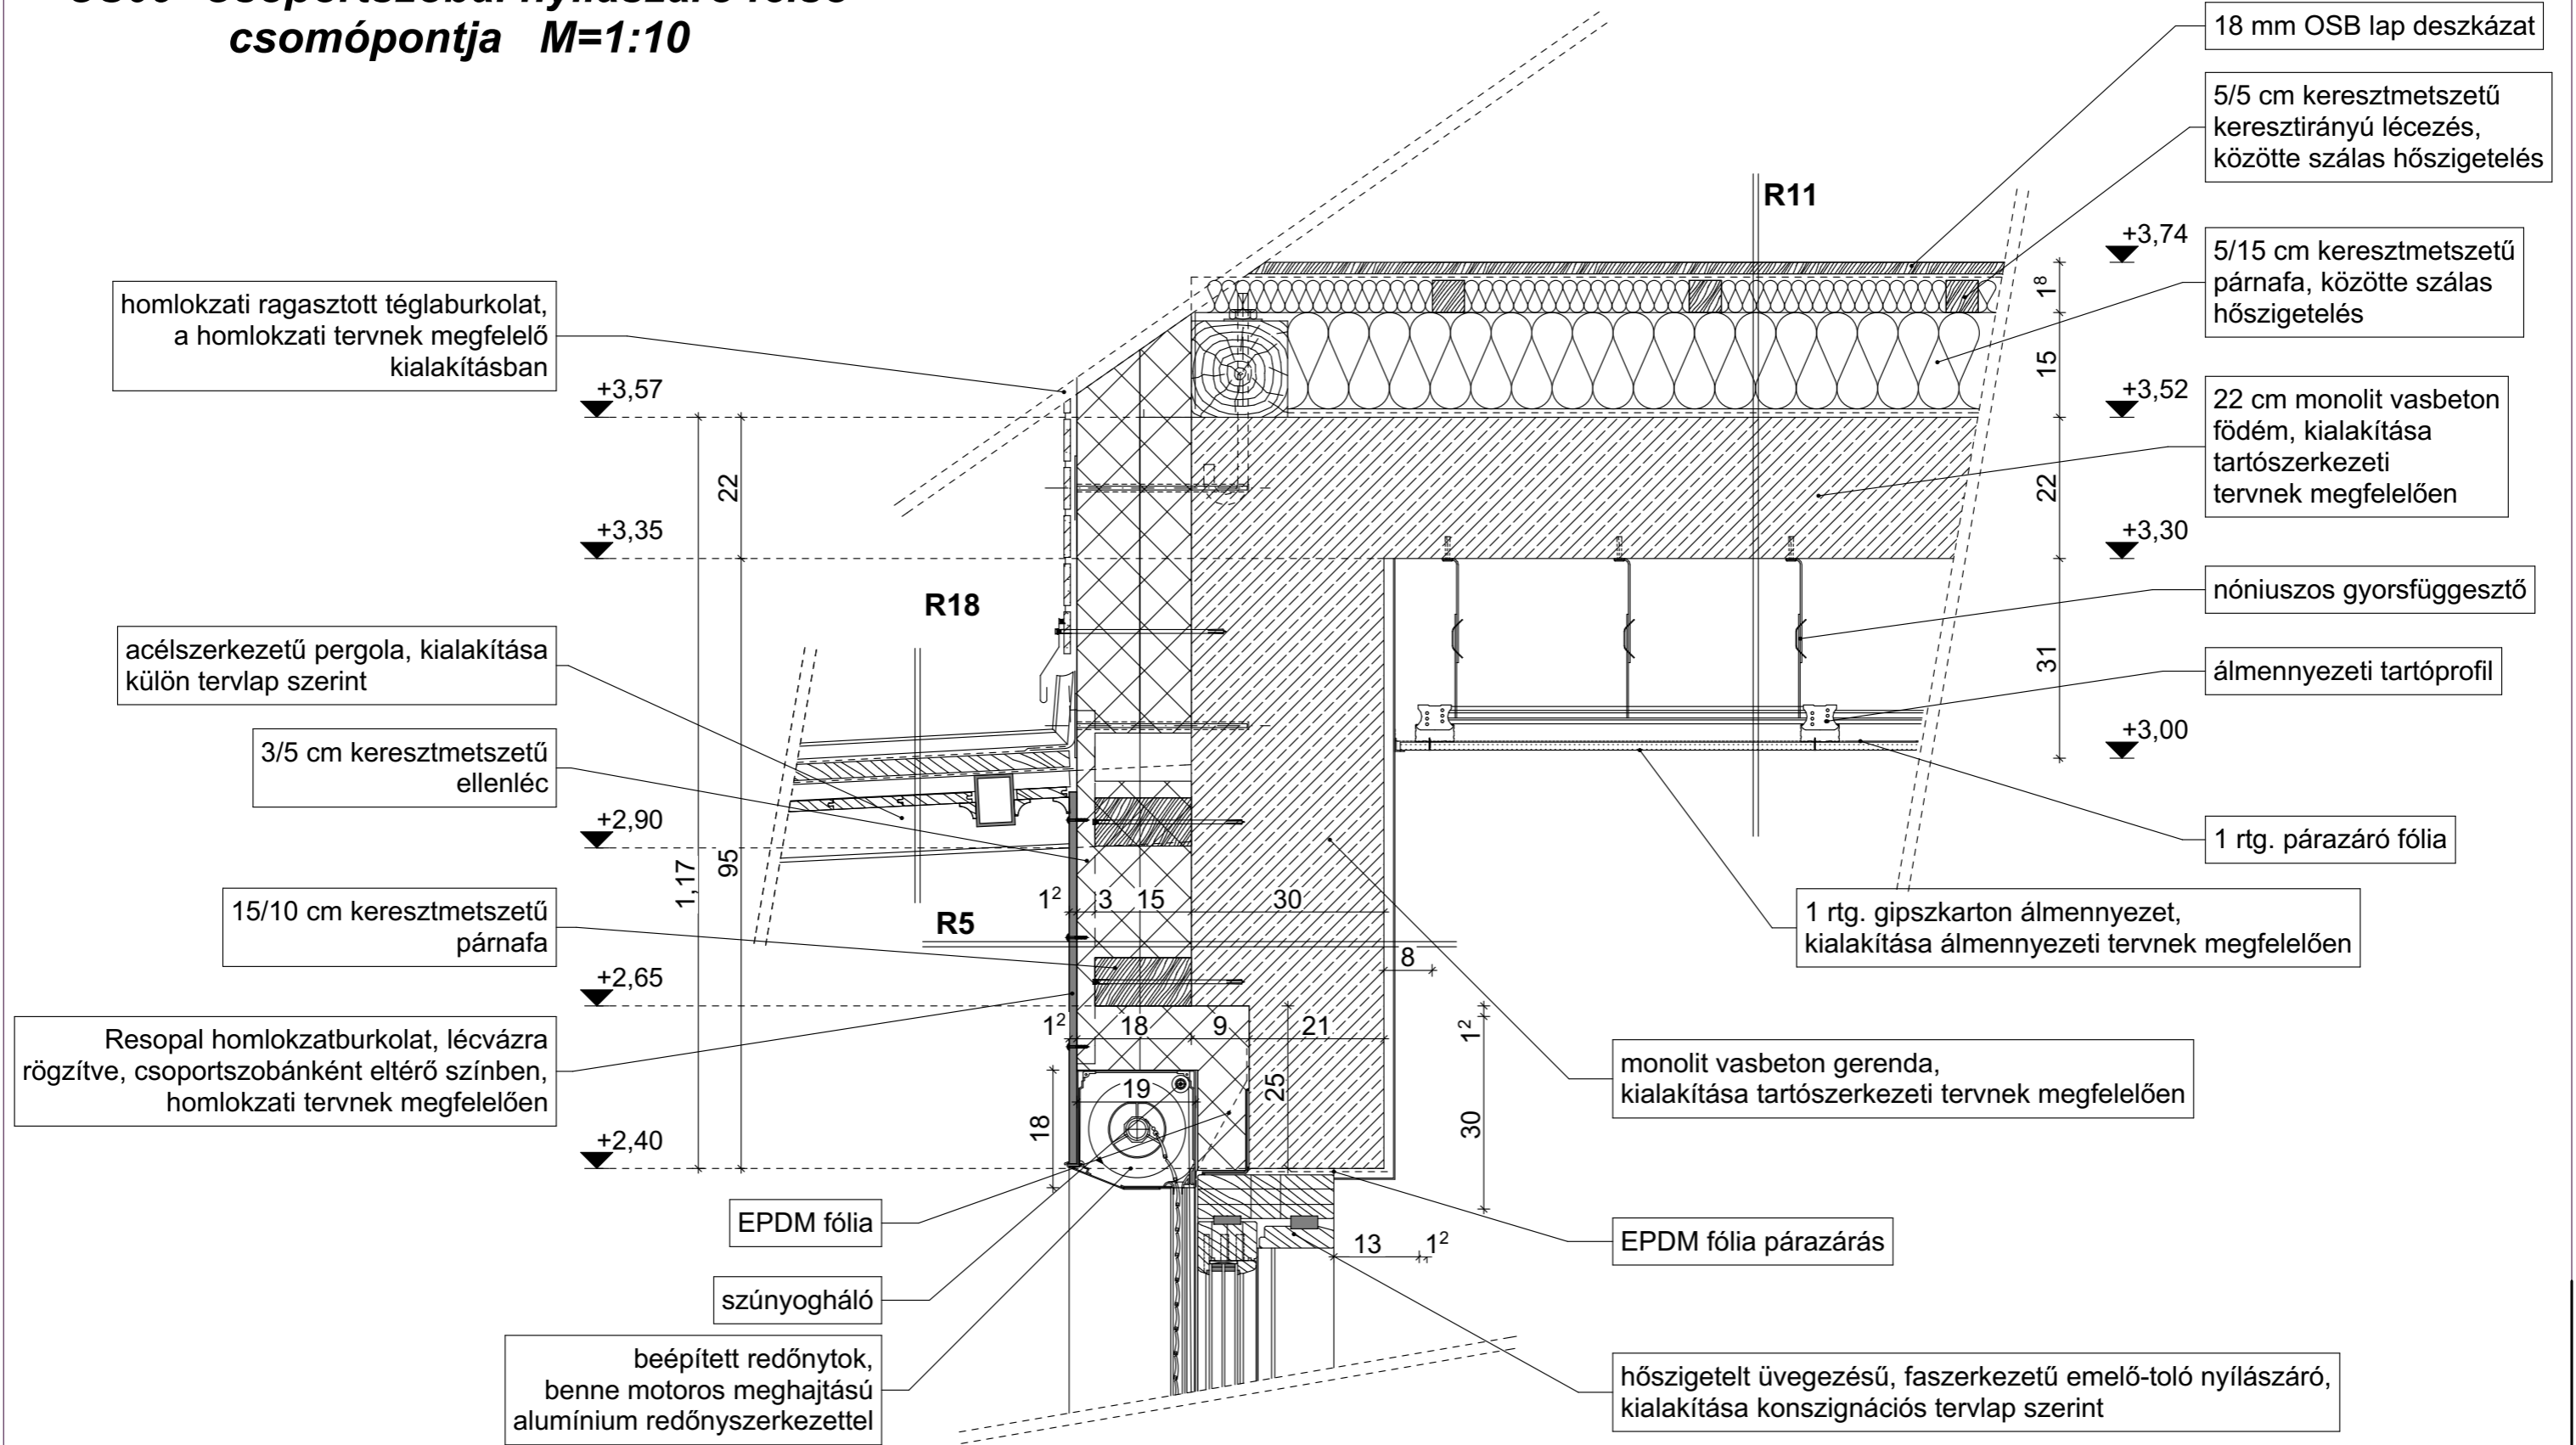 csomópontja M=1:10
18 mm OSB lap deszkázat
5/5 cm keresztmetszetű
keresztirányú lécezés,
közötte szálas hőszigetelés
R11
+3,74
1⁸
5/15 cm keresztmetszetű
párnafa, közötte szálas
hőszigetelés
15
homlokzati ragasztott téglaburkolat,
a homlokzati tervnek megfelelő
kialakításban
+3,57
+3,52
22 cm monolit vasbeton
födém, kialakítása
tartószerkezeti
tervnek megfelelően
22
22
+3,35
+3,30
nóniuszos gyorsfüggesztő
R18
acélszerkezetű pergola, kialakítása
külön tervlap szerint
31
álmennyezeti tartóprofil
+3,00
3/5 cm keresztmetszetű
ellenléc
+2,90
1 rtg. párazáró fólia
1,17
95
15/10 cm keresztmetszetű
párnafa
1² 3 15 30
R5
1 rtg. gipszkarton álmennyezet,
kialakítása álmennyezeti tervnek megfelelően
8
+2,65
Resopal homlokzatburkolat, lécvázra
rögzítve, csoportszobánként eltérő színben,
homlokzati tervnek megfelelően
1² 18 9 21
1²
monolit vasbeton gerenda,
kialakítása tartószerkezeti tervnek megfelelően
19
25
18
30
+2,40
EPDM fólia
EPDM fólia párazárás
13 1²
szúnyogháló
beépített redőnytok,
benne motoros meghajtású
alumínium redőnyszerkezettel
hőszigetelt üvegezésű, faszerkezetű emelő-toló nyílászáró,
kialakítása konszignációs tervlap szerint